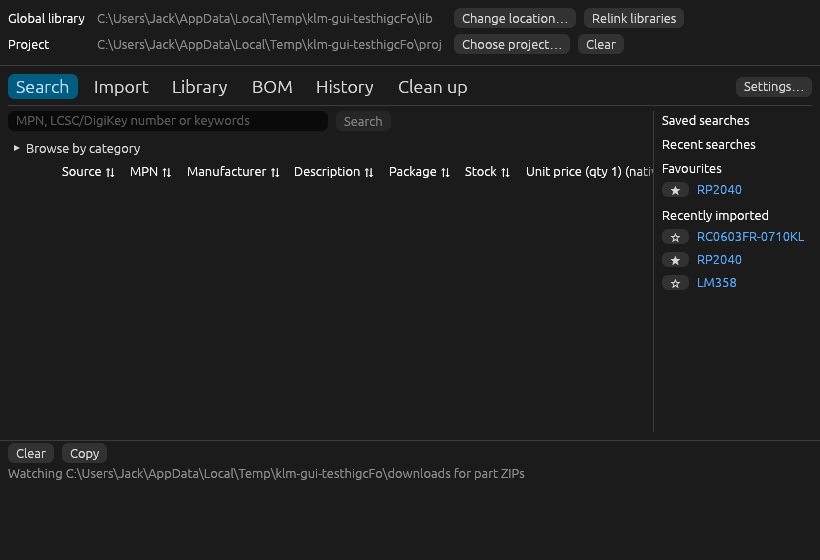 Global library C:\Users\Jack\AppData\Local\Temp\klm-gui-testhigcFo\lib Change location... Relink libraries
Project C:\Users\Jack\AppData\Local\Temp\klm-gui-testhigcFo\proj Choose project... Clear
Search Import Library BOM History Clean up Settings...
MPN, LCSC/DigiKey number or keywords Search
Browse by category
Source MPN Manufacturer Description Package Stock Unit price (qty 1) (nativ
Saved searches
Recent searches
Favourites
★ RP2040
Recently imported
☆ RC0603FR-0710KL
★ RP2040
☆ LM358
Clear Copy
Watching C:\Users\Jack\AppData\Local\Temp\klm-gui-testhigcFo\downloads for part ZIPs